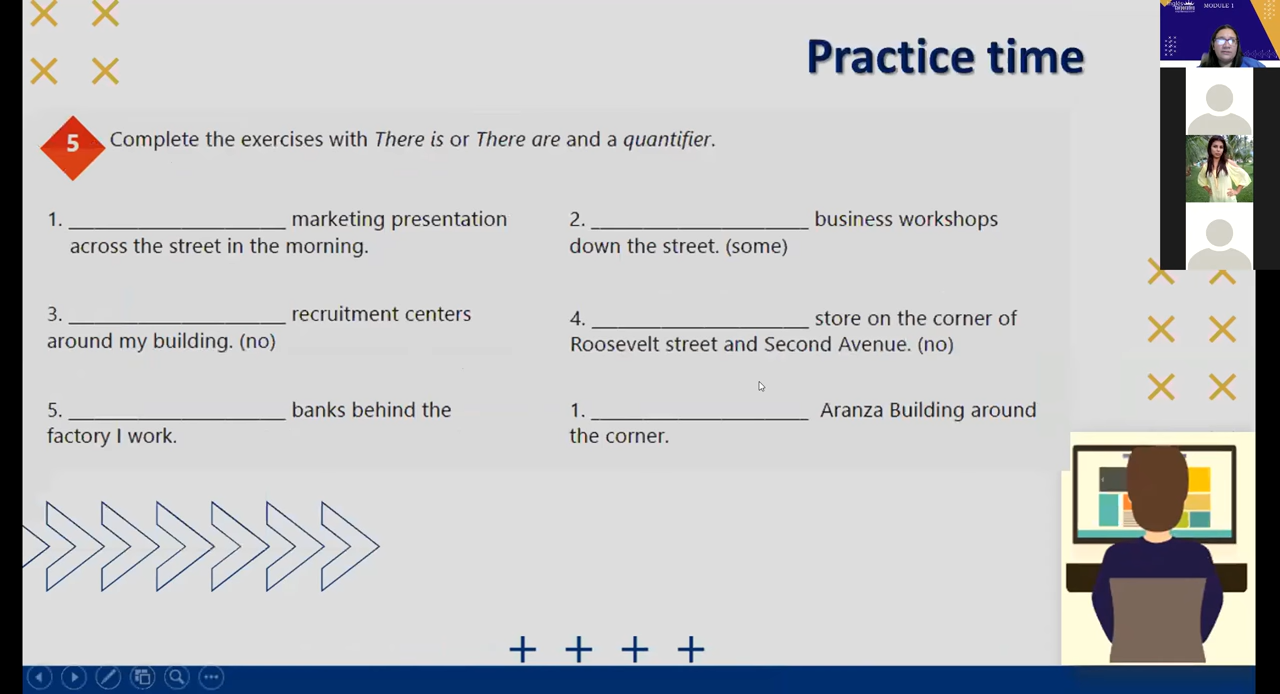 MODULE 1
Practice time
5
Complete the exercises with There is or There are and a quantifier.
1. ____________________ marketing presentation
across the street in the morning.
2. ____________________ business workshops
down the street. (some)
3. ____________________ recruitment centers
around my building. (no)
4. ____________________ store on the corner of
Roosevelt street and Second Avenue. (no)
5. ____________________ banks behind the
factory I work.
1. ____________________ Aranza Building around
the corner.